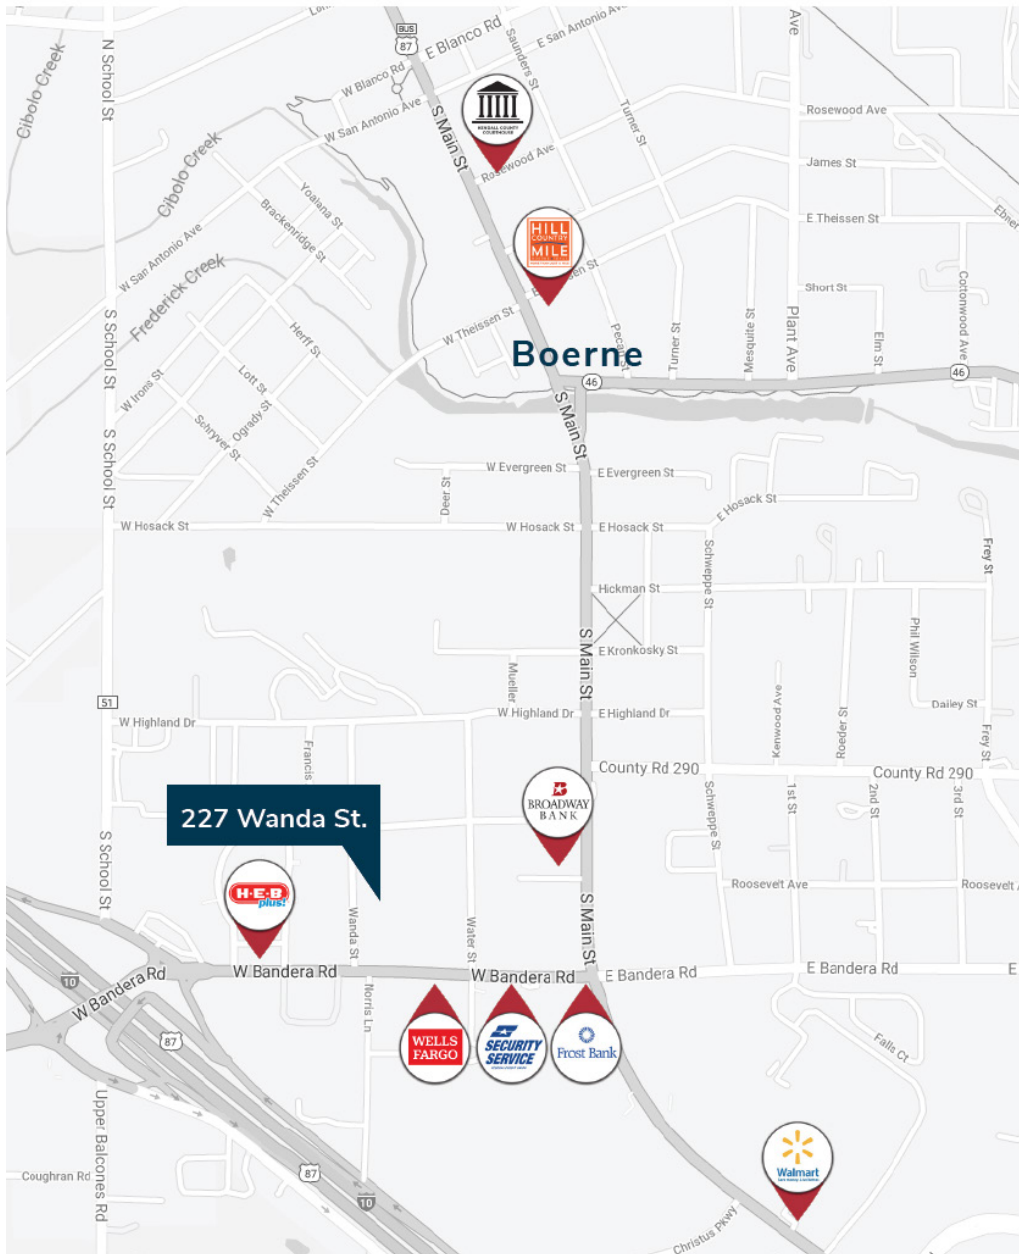 N School St
Cibolo Creek
Cibolo Creek
BUS
87
E Blanco Rd
W Blanco Rd
Saunders St
E San Antonio Ave
Ave
W San Antonio Ave
S Main St
KENDALL COUNTY
COURTHOUSE
Rosewood Ave
Turner St
Rosewood Ave
James St
E Theissen St
Yoalana St
Brackenridge St
W San Antonio Ave
Frederick Creek
HILL
COUNTRY
MILE
Short St
Plant Ave
Elm St
Cottonwood Ave
Mesquite St
Turner St
Pecan St
W Theissen St
Herff St
Lott St
W Irons St
Ogrady St
Schryver St
W Theissen St
S School St
S School St
Boerne
46
46
S Main St
W Evergreen St
E Evergreen St
Deer St
W Hosack St
W Hosack St
E Hosack St
E Hosack St
Schweppe St
Frey St
Hickman St
S Main St
E Kronkosky St
Phil Wilson
Mueller
51
W Highland Dr
W Highland Dr
E Highland Dr
Dailey St
Francis
Kenwood Ave
Roeder St
Frey St
County Rd 290
County Rd 290
227 Wanda St.
BROADWAY
BANK
Schweppe St
1st St
2nd St
3rd St
S School St
H-E-B
plus!
Roosevelt Ave
Roosevelt A
Wanda St
Water St
S Main St
10
W Bandera Rd
W Bandera Rd
W Bandera Rd
E Bandera Rd
E Bandera Rd
Norris Ln
87
WELLS
FARGO
SECURITY
SERVICE
Frost Bank
Falls Ct
Upper Balcones Rd
Coughran Rd
87
10
Walmart
Christus Pkwy